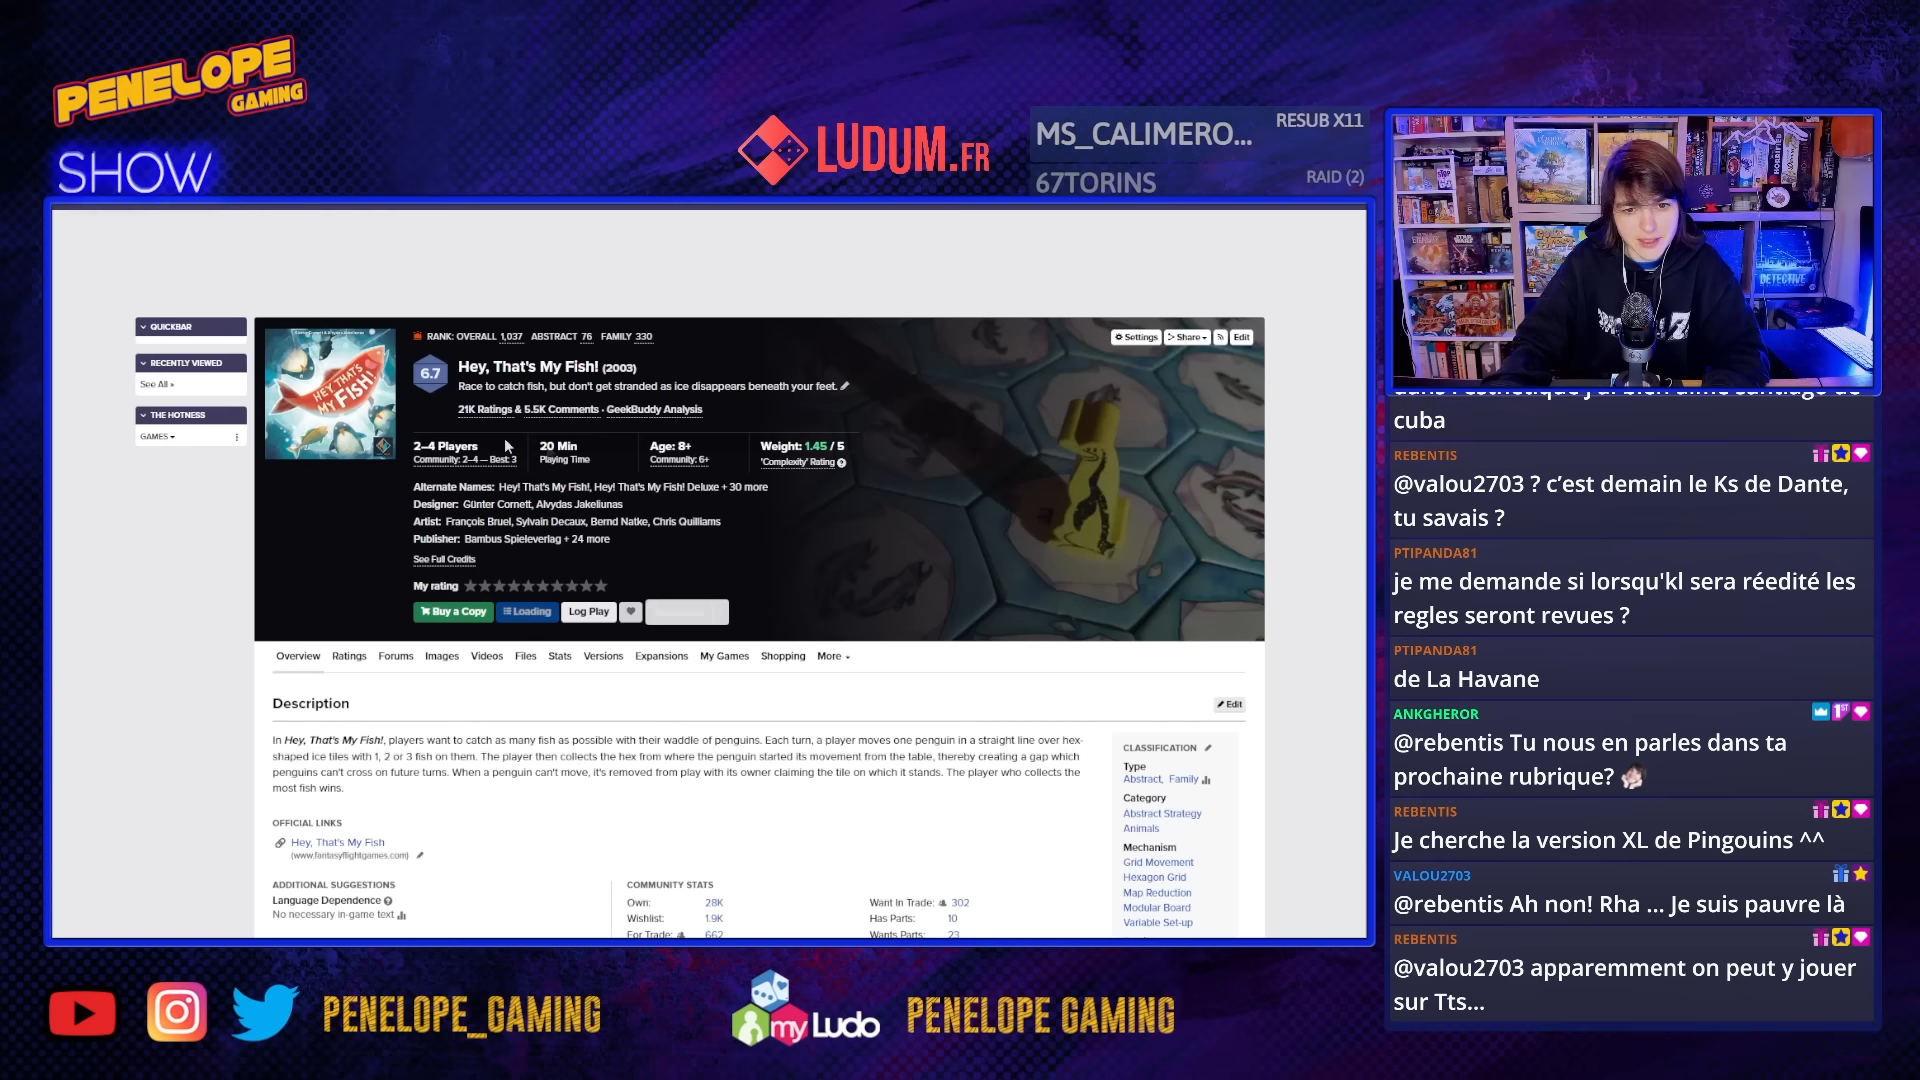 PENELOPE
GAMING
SHOW
LUDUM.FR
MS_CALIMERO...
RESUB X11
67TORINS
RAID (2)
QUICKBAR
RECENTLY VIEWED
See All »
THE HOTNESS
GAMES
HEY THAT'S MY FISH!
RANK: OVERALL 1,037 ABSTRACT 76 FAMILY 330
Settings
Share
Edit
6.7
Hey, That's My Fish! (2003)
Race to catch fish, but don't get stranded as ice disappears beneath your feet.
21K Ratings & 5.5K Comments · GeekBuddy Analysis
2–4 Players
Community: 2–4 — Best: 3
20 Min
Playing Time
Age: 8+
Community: 6+
Weight: 1.45 / 5
'Complexity' Rating
Alternate Names: Hey! That's My Fish!, Hey! That's My Fish! Deluxe + 30 more
Designer: Günter Cornett, Alvydas Jakeliunas
Artist: François Bruel, Sylvain Decaux, Bernd Natke, Chris Quilliams
Publisher: Bambus Spieleverlag + 24 more
See Full Credits
My rating
Buy a Copy
Loading
Log Play
Overview Ratings Forums Images Videos Files Stats Versions Expansions My Games Shopping More
Description
Edit
In Hey, That's My Fish!, players want to catch as many fish as possible with their waddle of penguins. Each turn, a player moves one penguin in a straight line over hex-
shaped ice tiles with 1, 2 or 3 fish on them. The player then collects the hex from where the penguin started its movement from the table, thereby creating a gap which
penguins can't cross on future turns. When a penguin can't move, it's removed from play with its owner claiming the tile on which it stands. The player who collects the
most fish wins.
OFFICIAL LINKS
Hey, That's My Fish
(www.fantasyflightgames.com)
ADDITIONAL SUGGESTIONS
Language Dependence
No necessary in-game text
COMMUNITY STATS
Own: 28K
Wishlist: 1.9K
For Trade: 662
Want In Trade: 302
Has Parts: 10
Wants Parts: 23
CLASSIFICATION
Type
Abstract, Family
Category
Abstract Strategy
Animals
Mechanism
Grid Movement
Hexagon Grid
Map Reduction
Modular Board
Variable Set-up
STAR WARS
DETECTIVE
cuba
REBENTIS
@valou2703 ? c’est demain le Ks de Dante,
tu savais ?
PTIPANDA81
je me demande si lorsqu'kl sera réedité les
regles seront revues ?
PTIPANDA81
de La Havane
ANKGHEROR
1ST
@rebentis Tu nous en parles dans ta
prochaine rubrique?
REBENTIS
Je cherche la version XL de Pingouins ^^
VALOU2703
@rebentis Ah non! Rha ... Je suis pauvre là
REBENTIS
@valou2703 apparemment on peut y jouer
sur Tts...
PENELOPE_GAMING
my Ludo
PENELOPE GAMING